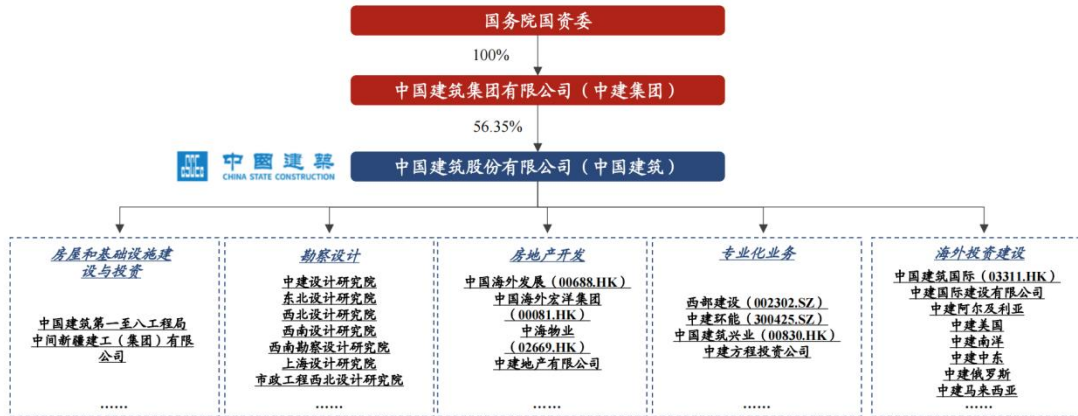 国务院国资委
100%
中国建筑集团有限公司（中建集团）
56.35%
中國建築
CHINA STATE CONSTRUCTION
中国建筑股份有限公司（中国建筑）
房屋和基础设施建
设与投资
中国建筑第一至八工程局
中间新疆建工（集团）有限
公司
……
勘察设计
中建设计研究院
东北设计研究院
西北设计研究院
西南设计研究院
西南勘察设计研究院
上海设计研究院
市政工程西北设计研究院
……
房地产开发
中国海外发展（00688.HK）
中国海外宏洋集团
（00081.HK）
中海物业
（02669.HK）
中建地产有限公司
……
专业化业务
西部建设（002302.SZ）
中建环能（300425.SZ）
中国建筑兴业（00830.HK）
中建方程投资公司
……
海外投资建设
中国建筑国际（03311.HK）
中建国际建设有限公司
中建阿尔及利亚
中建美国
中建南洋
中建中东
中建俄罗斯
中建马来西亚
……